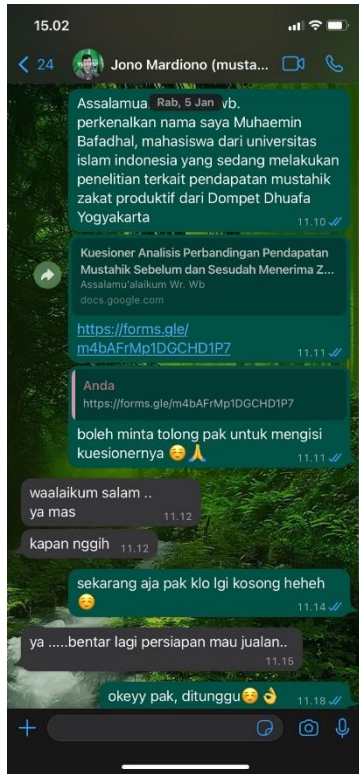 15.02
24
Jono Mardiono (musta...
Rab, 5 Jan
Assalamua vb.
perkenalkan nama saya Muhaemin
Bafadhal, mahasiswa dari universitas
islam indonesia yang sedang melakukan
penelitian terkait pendapatan mustahik
zakat produktif dari Dompet Dhuafa
Yogyakarta
11.10
Kuesioner Analisis Perbandingan Pendapatan
Mustahik Sebelum dan Sesudah Menerima Z...
Assalamu'alaikum Wr. Wb
docs.google.com
https://forms.gle/
m4bAFrMp1DGCHD1P7
11.11
Anda
https://forms.gle/m4bAFrMp1DGCHD1P7
boleh minta tolong pak untuk mengisi
kuesionernya ☺️🙏
11.11
waalaikum salam ..
ya mas
11.12
kapan nggih
11.12
sekarang aja pak klo lgi kosong heheh
☺️
11.14
ya .....bentar lagi persiapan mau jualan..
11.15
okeyy pak, ditunggu☺️👌
11.18